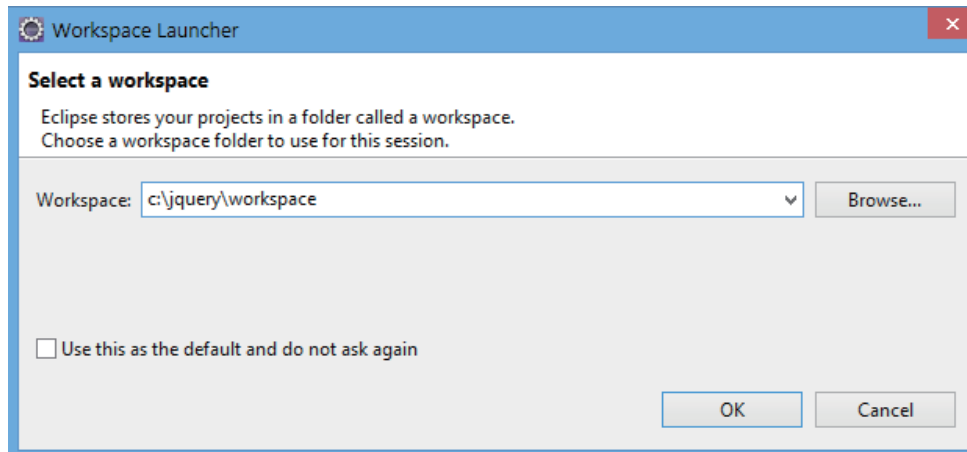 Workspace Launcher
Select a workspace
Eclipse stores your projects in a folder called a workspace.
Choose a workspace folder to use for this session.
Workspace: c:\jquery\workspace Browse...
Use this as the default and do not ask again
OK Cancel